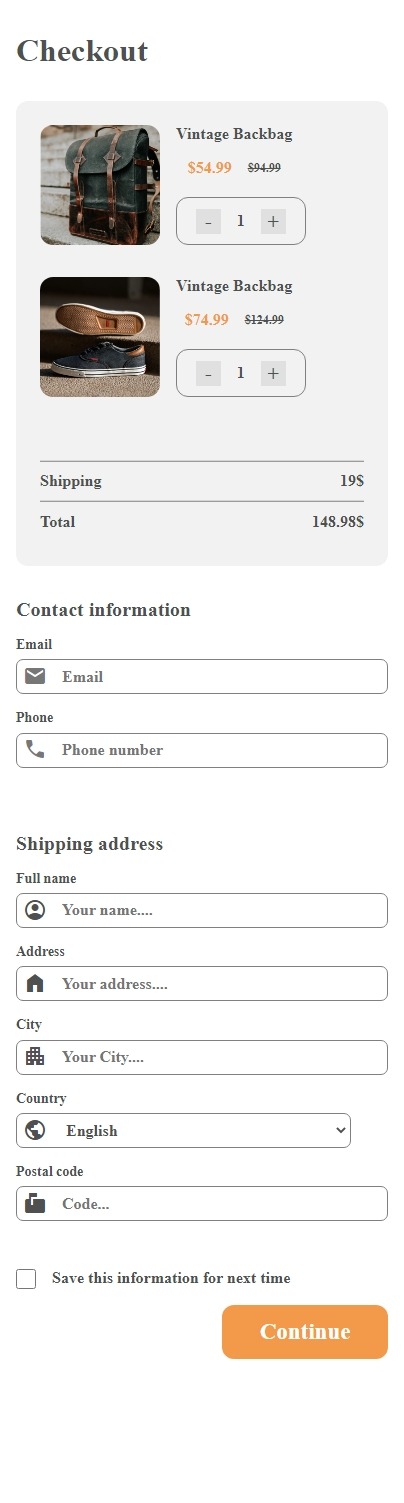 Checkout
Vintage Backbag
$54.99 $94.99
- 1 +
Vintage Backbag
$74.99 $124.99
- 1 +
Shipping 19$
Total 148.98$
Contact information
Email
Email
Phone
Phone number
Shipping address
Full name
Your name....
Address
Your address....
City
Your City....
Country
English
Postal code
Code...
Save this information for next time
Continue